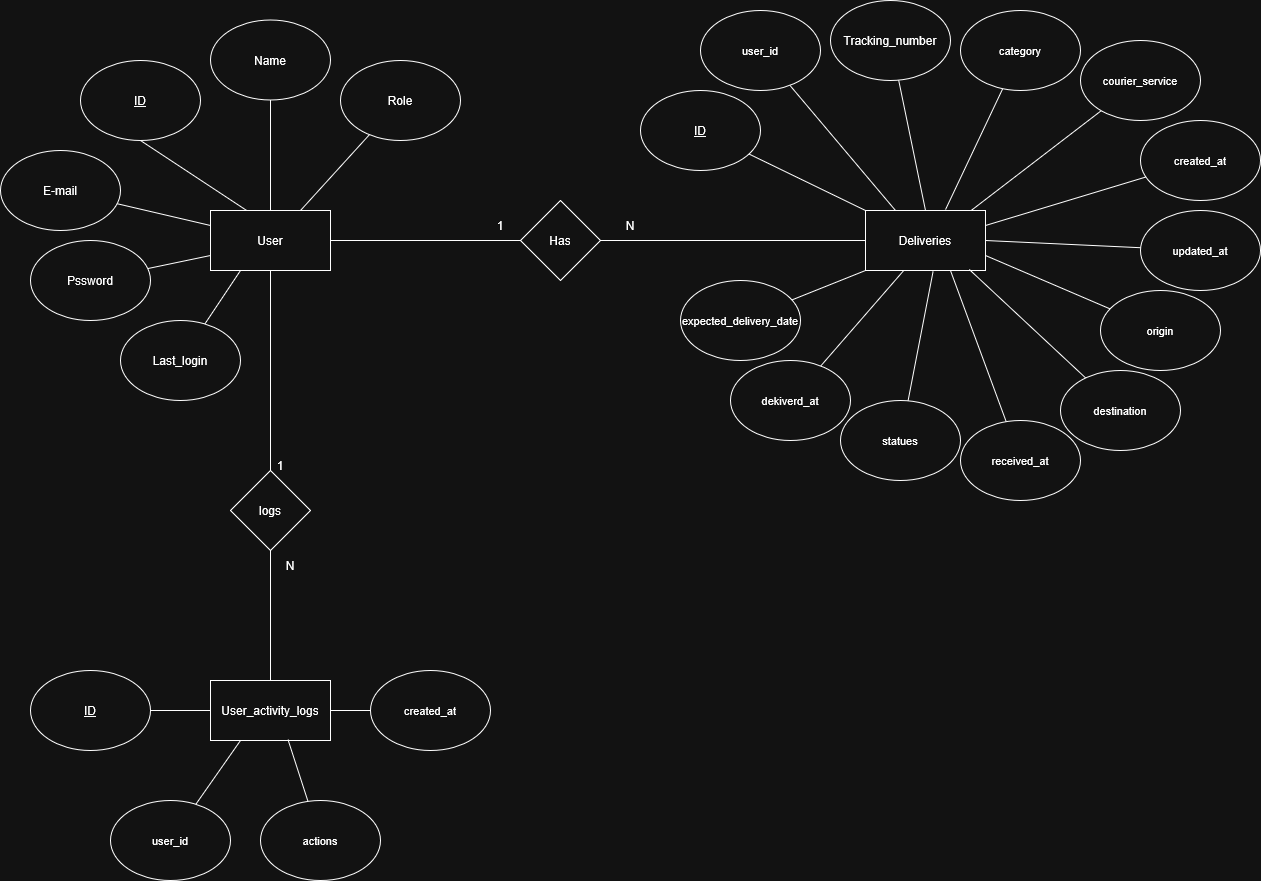 Name
ID
Role
E-mail
User
Pssword
Last_login
1
Has
N
user_id
Tracking_number
category
courier_service
ID
created_at
Deliveries
updated_at
expected_delivery_date
origin
dekiverd_at
destination
statues
received_at
1
logs
N
ID
User_activity_logs
created_at
user_id
actions